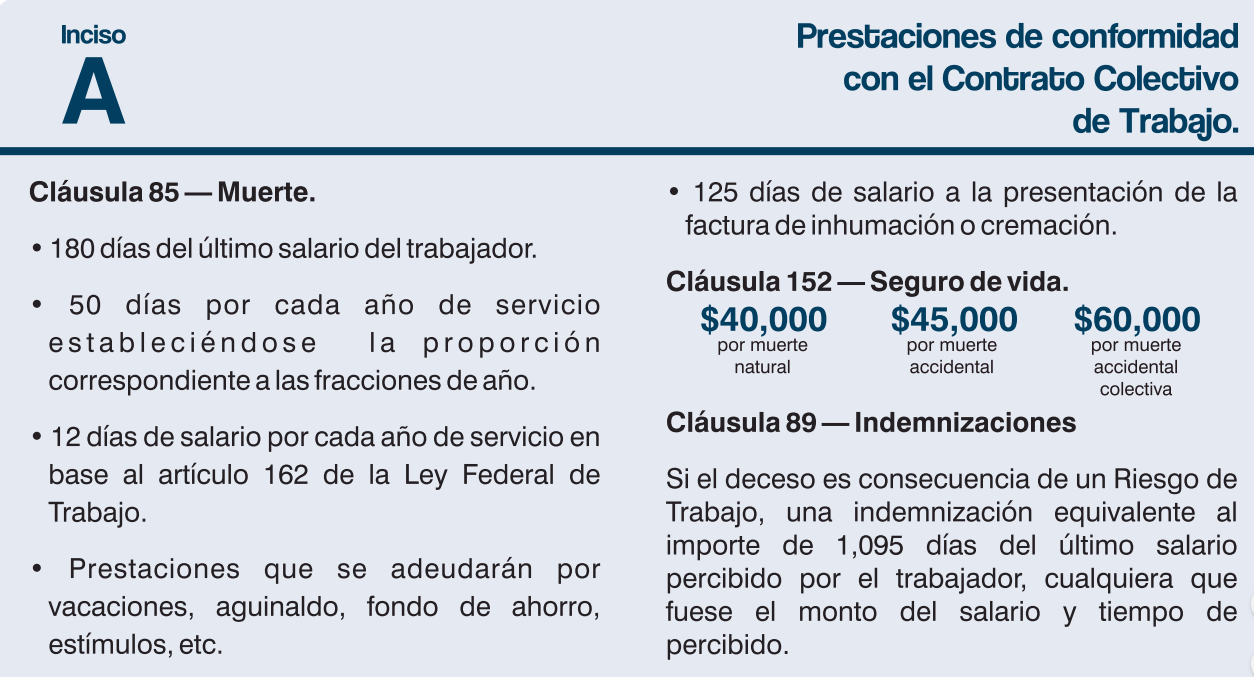 Inciso
A
Prestaciones de conformidad
con el Contrato Colectivo
de Trabajo.
Cláusula 85 — Muerte.
• 180 días del último salario del trabajador.
• 50 días por cada año de servicio
estableciéndose la proporción
correspondiente a las fracciones de año.
• 12 días de salario por cada año de servicio en
base al artículo 162 de la Ley Federal de
Trabajo.
• Prestaciones que se adeudarán por
vacaciones, aguinaldo, fondo de ahorro,
estímulos, etc.
• 125 días de salario a la presentación de la
factura de inhumación o cremación.
Cláusula 152 — Seguro de vida.
$40,000
por muerte
natural
$45,000
por muerte
accidental
$60,000
por muerte
accidental
colectiva
Cláusula 89 — Indemnizaciones
Si el deceso es consecuencia de un Riesgo de
Trabajo, una indemnización equivalente al
importe de 1,095 días del último salario
percibido por el trabajador, cualquiera que
fuese el monto del salario y tiempo de
percibido.